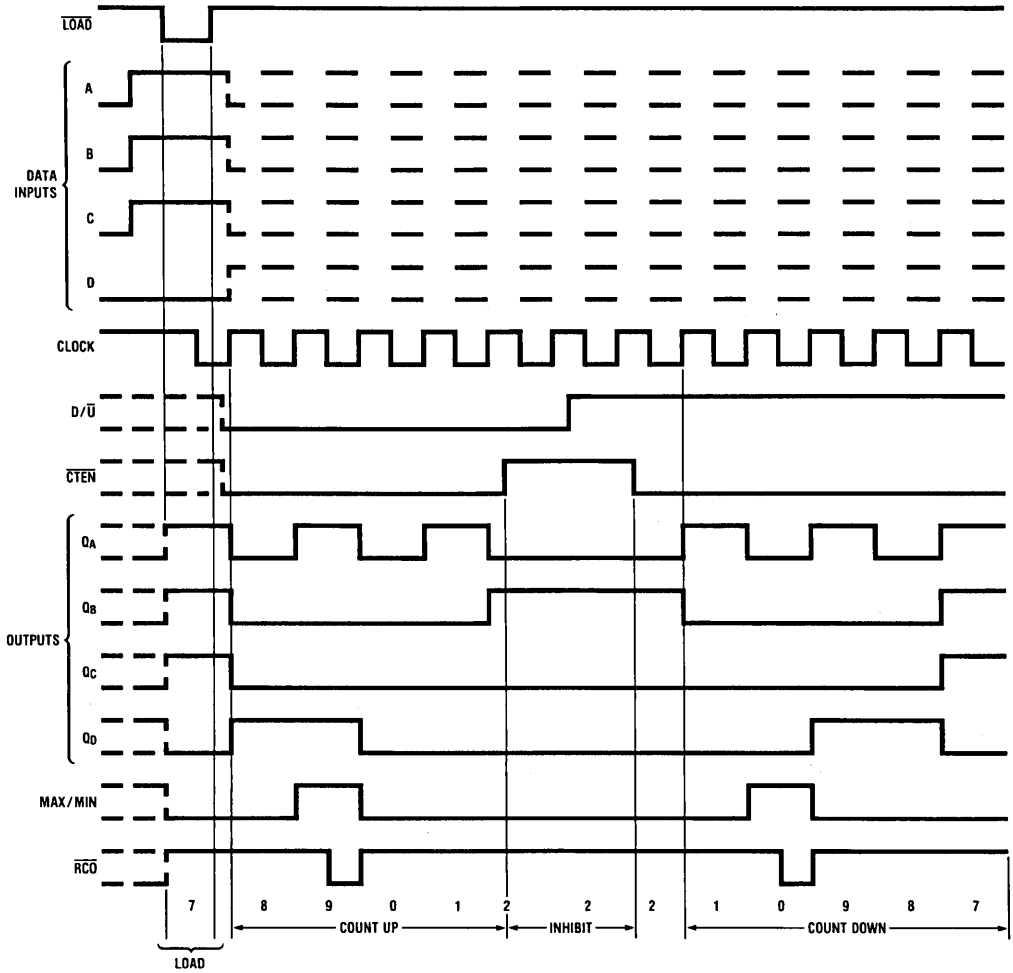 LOAD
A
B
DATA
INPUTS
C
D
CLOCK
D/U
CTEN
QA
QB
OUTPUTS
QC
QD
MAX/MIN
RCO
7 8 9 0 1 2 2 2 1 0 9 8 7
COUNT UP INHIBIT COUNT DOWN
LOAD